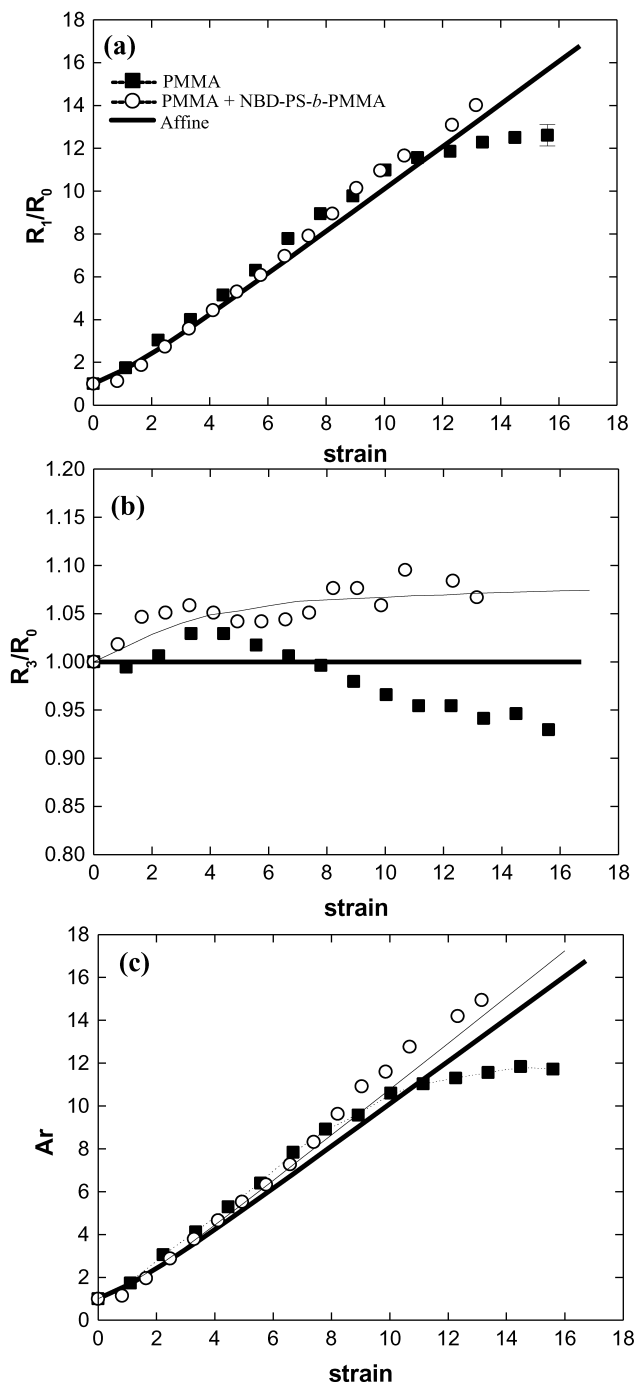 (a)
18
16
14
12
10
8
6
4
2
0
PMMA
PMMA + NBD-PS-b-PMMA
Affine
R1/R0
0 2 4 6 8 10 12 14 16 18
strain
(b)
1.20
1.15
1.10
1.05
1.00
0.95
0.90
0.85
0.80
R3/R0
0 2 4 6 8 10 12 14 16 18
strain
(c)
18
16
14
12
10
8
6
4
2
0
Ar
0 2 4 6 8 10 12 14 16 18
strain